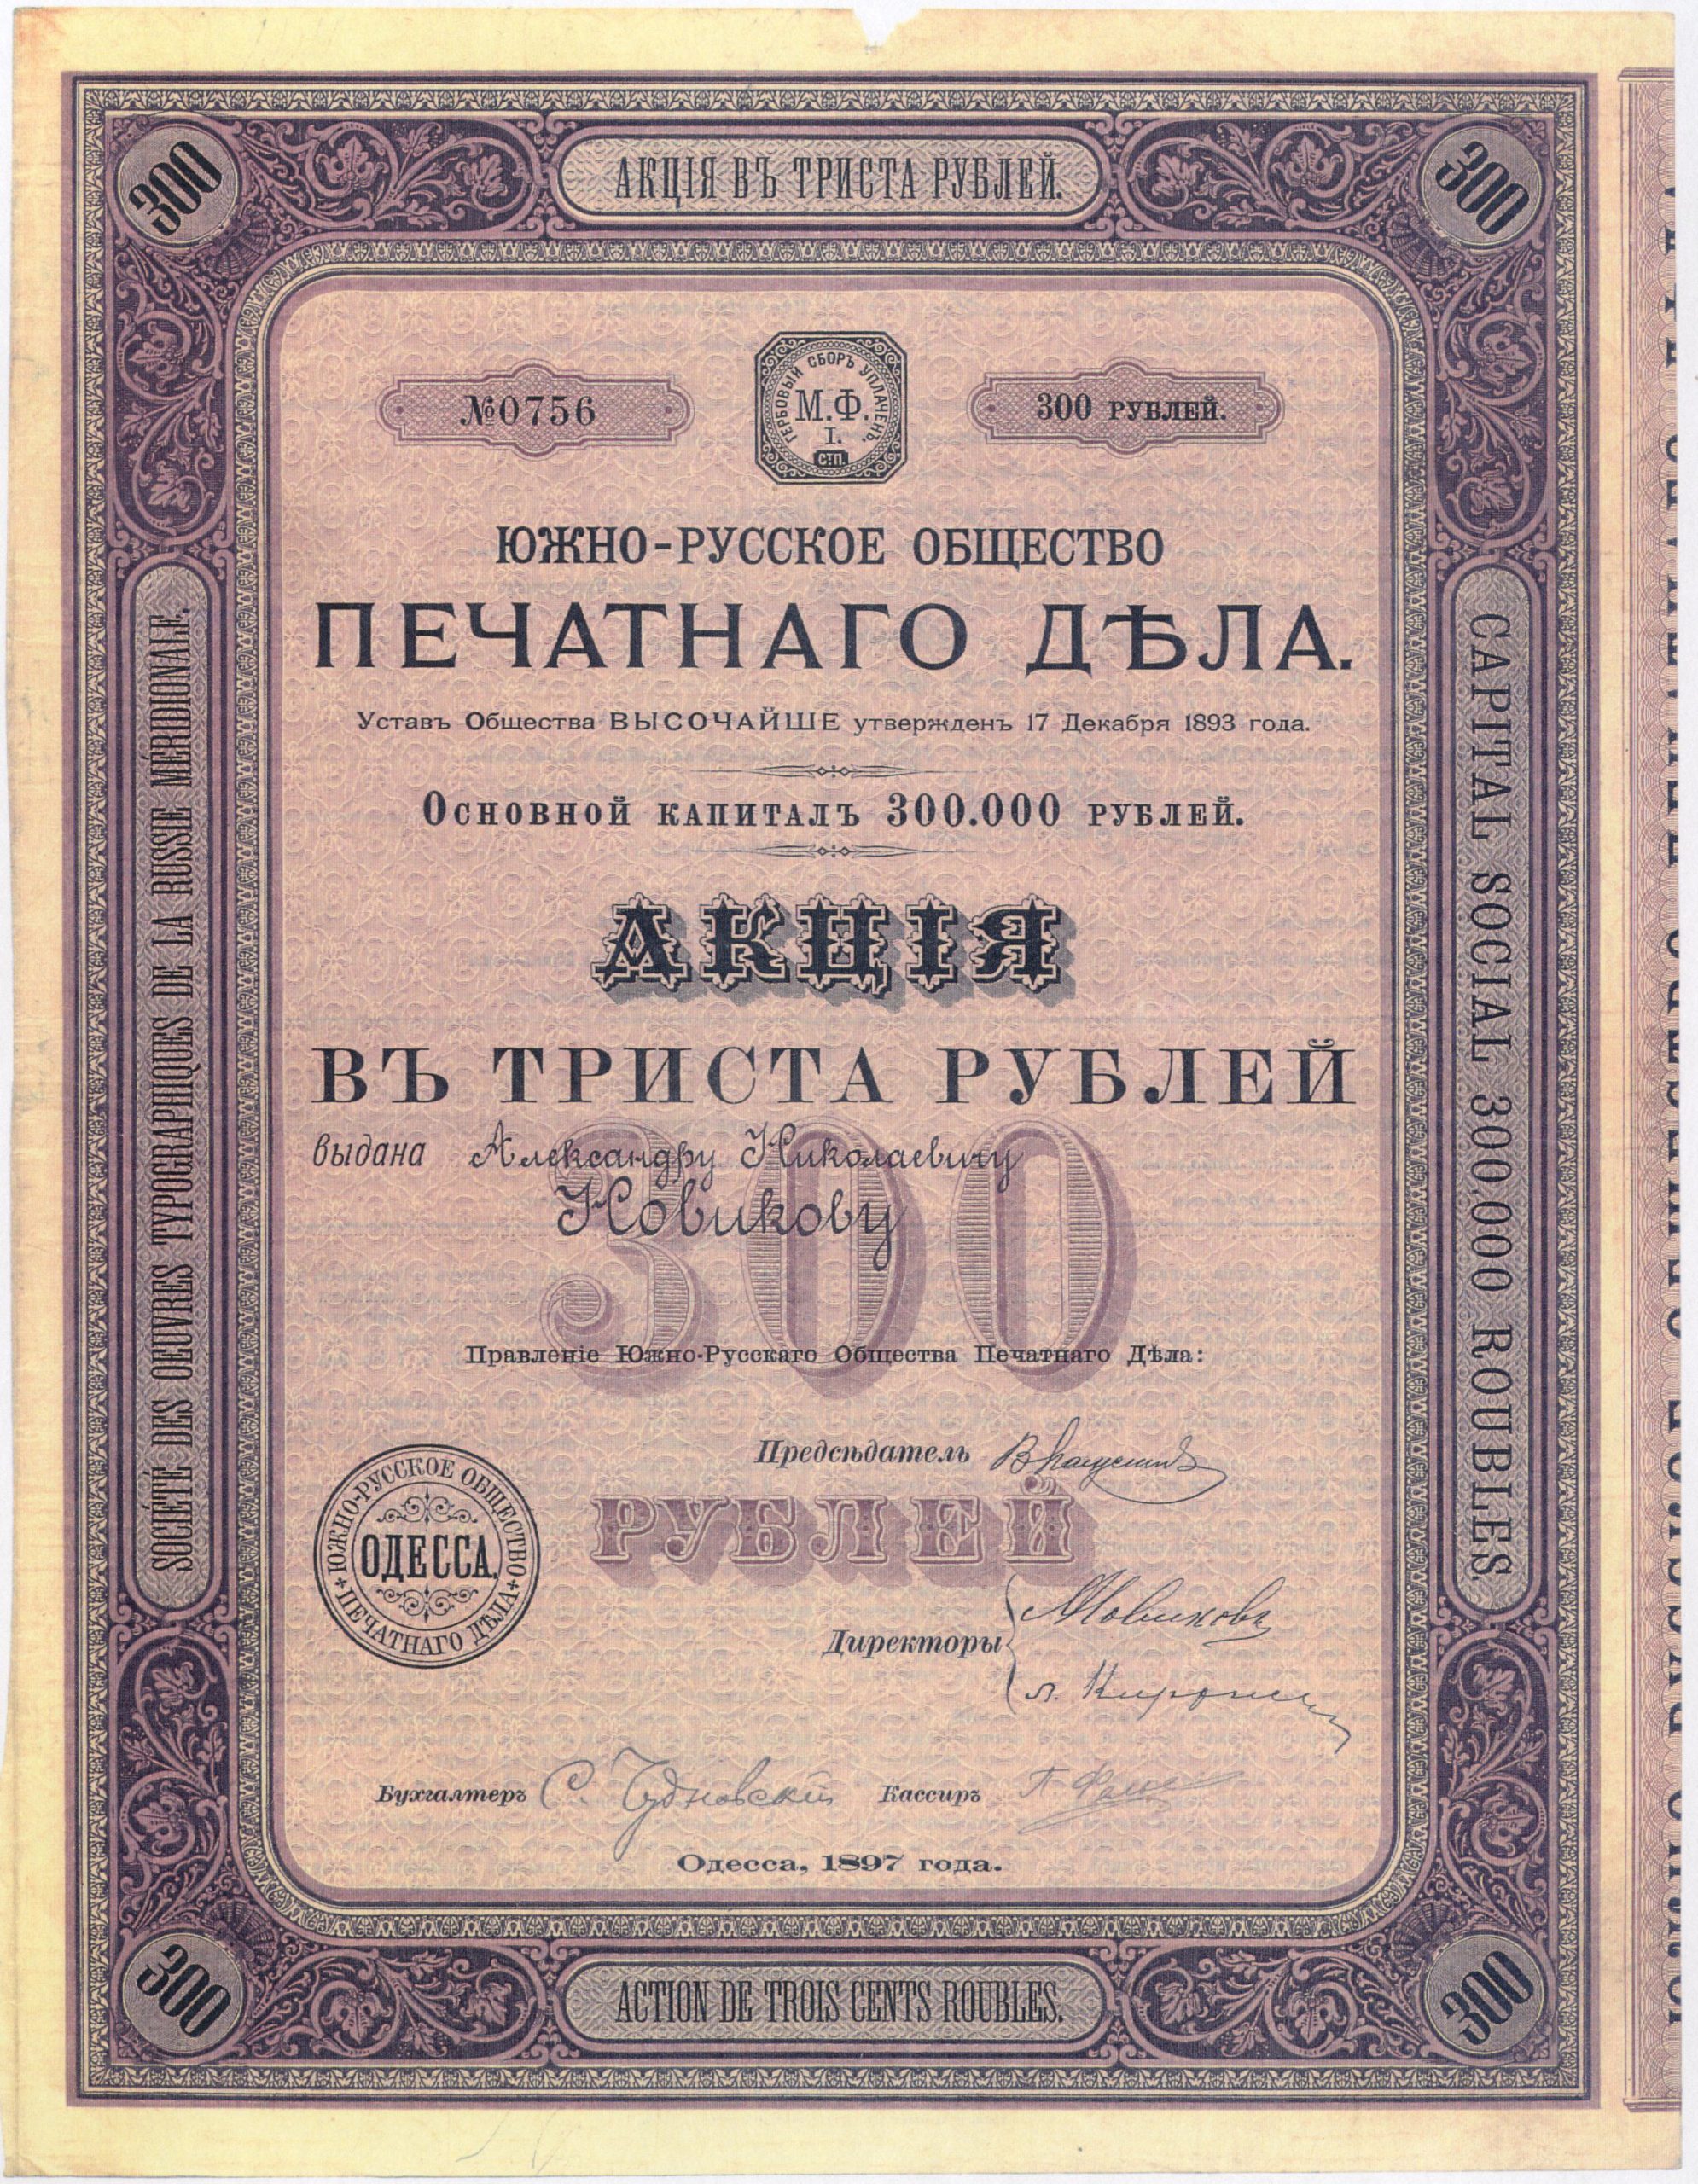 АКЦІЯ ВЪ ТРИСТА РУБЛЕЙ.
300
300
№0756
ГЕРБОВЫЙ СБОРЪ УПЛАЧЕНЪ.
М.Ф.
I.
СТП.
300 РУБЛЕЙ.
ЮЖНО-РУССКОЕ ОБЩЕСТВО
ПЕЧАТНАГО ДѢЛА.
Уставъ Общества ВЫСОЧАЙШЕ утвержденъ 17 Декабря 1893 года.
Основной капиталъ 300.000 рублей.
АКЦІЯ
ВЪ ТРИСТА РУБЛЕЙ
выдана Александру Николаевичу
Новикову
300
Правленіе Южно-Русскаго Общества Печатнаго Дѣла:
Предсѣдатель
РУБЛЕЙ
ЮЖНО-РУССКОЕ ОБЩЕСТВО
ОДЕССА.
ПЕЧАТНАГО ДѢЛА
Директоры
Бухгалтеръ С. Чудновскій Кассиръ
Одесса, 1897 года.
SOCIÉTÉ DES OEUVRES TYPOGRAPHIQUES DE LA RUSSIE MÉRIDIONALE.
CAPITAL SOCIAL 300.000 ROUBLES.
300
ACTION DE TROIS CENTS ROUBLES.
300